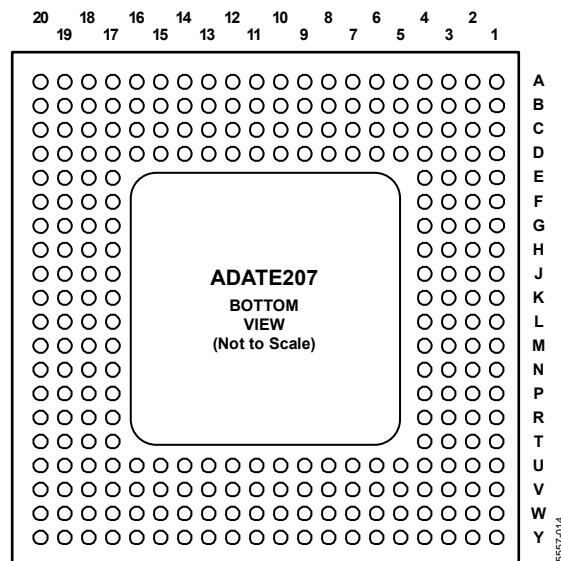 20 18 16 14 12 10 8 6 4 2
19 17 15 13 11 9 7 5 3 1
A
B
C
D
E
F
G
H
J
K
L
M
N
P
R
T
U
V
W
Y
ADATE207
BOTTOM
VIEW
(Not to Scale)
5557-014